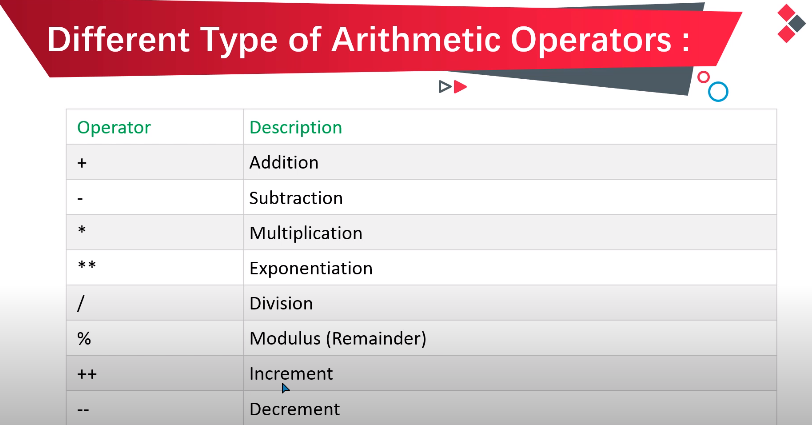 Different Type of Arithmetic Operators :
Operator Description
+ Addition
- Subtraction
* Multiplication
** Exponentiation
/ Division
% Modulus (Remainder)
++ Increment
-- Decrement